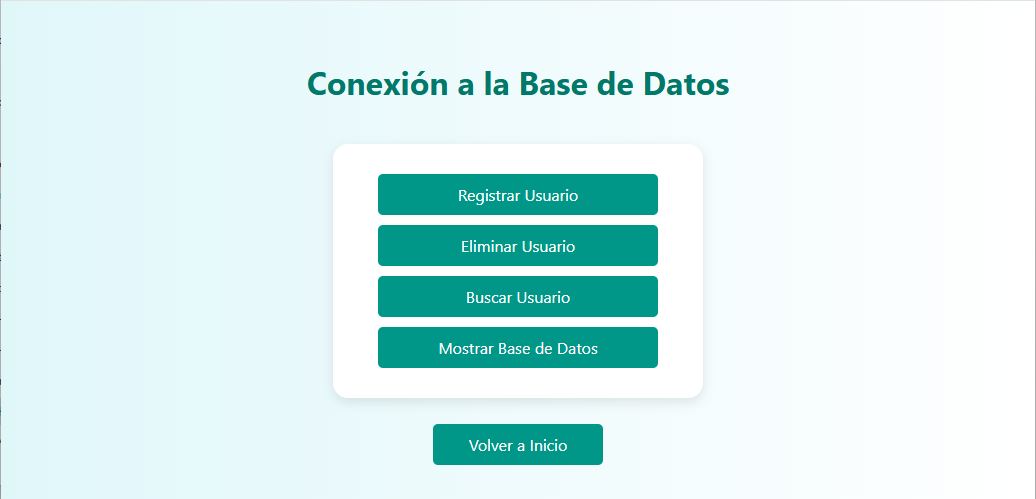 Conexión a la Base de Datos
Registrar Usuario
Eliminar Usuario
Buscar Usuario
Mostrar Base de Datos
Volver a Inicio